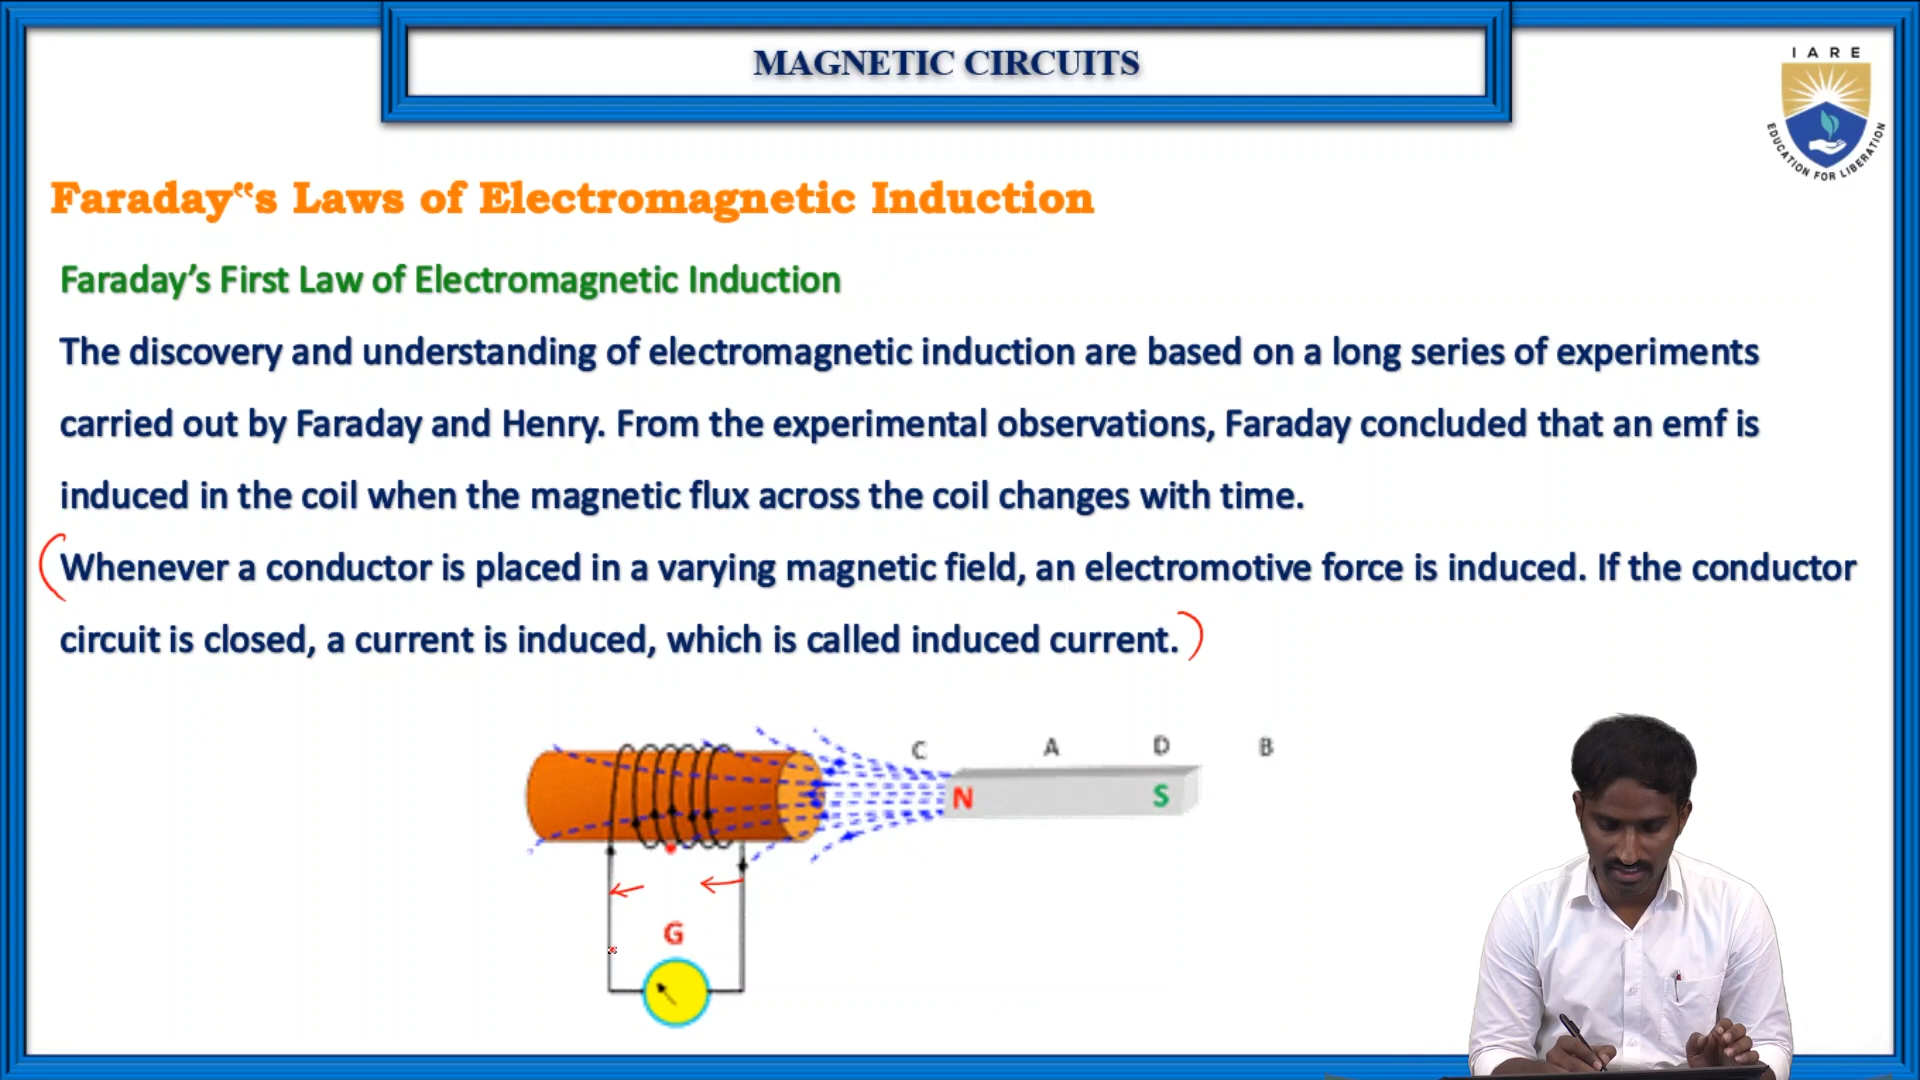 MAGNETIC CIRCUITS
IARE
EDUCATION FOR LIBERATION
Faraday‟s Laws of Electromagnetic Induction
Faraday’s First Law of Electromagnetic Induction
The discovery and understanding of electromagnetic induction are based on a long series of experiments
carried out by Faraday and Henry. From the experimental observations, Faraday concluded that an emf is
induced in the coil when the magnetic flux across the coil changes with time.
Whenever a conductor is placed in a varying magnetic field, an electromotive force is induced. If the conductor
circuit is closed, a current is induced, which is called induced current.
C A D B
N S
G